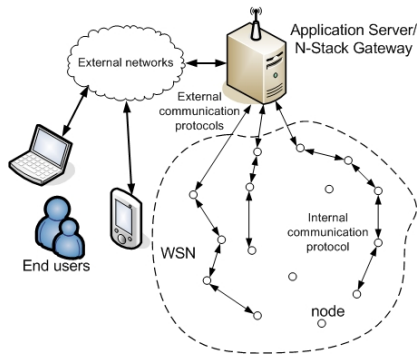 Application Server/
N-Stack Gateway
External networks
External
communication
protocols
Internal
communication
protocol
WSN
End users
node